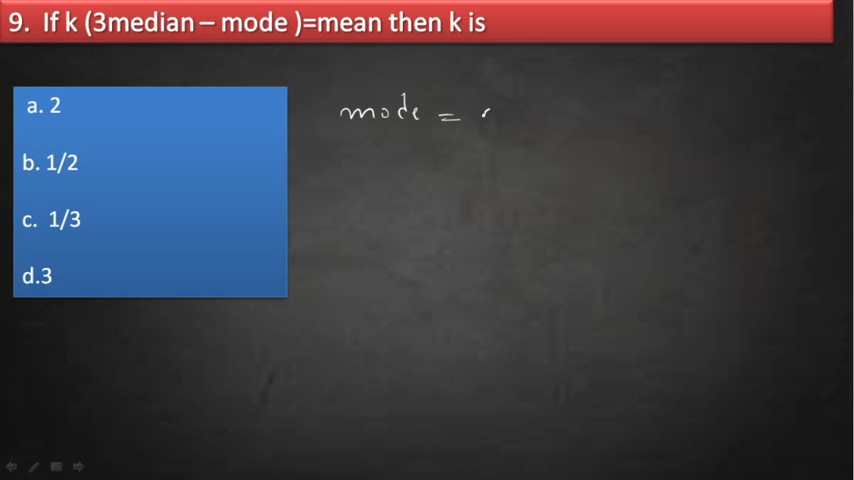 9. If k (3median – mode )=mean then k is
a. 2
b. 1/2
c. 1/3
d.3
mode =